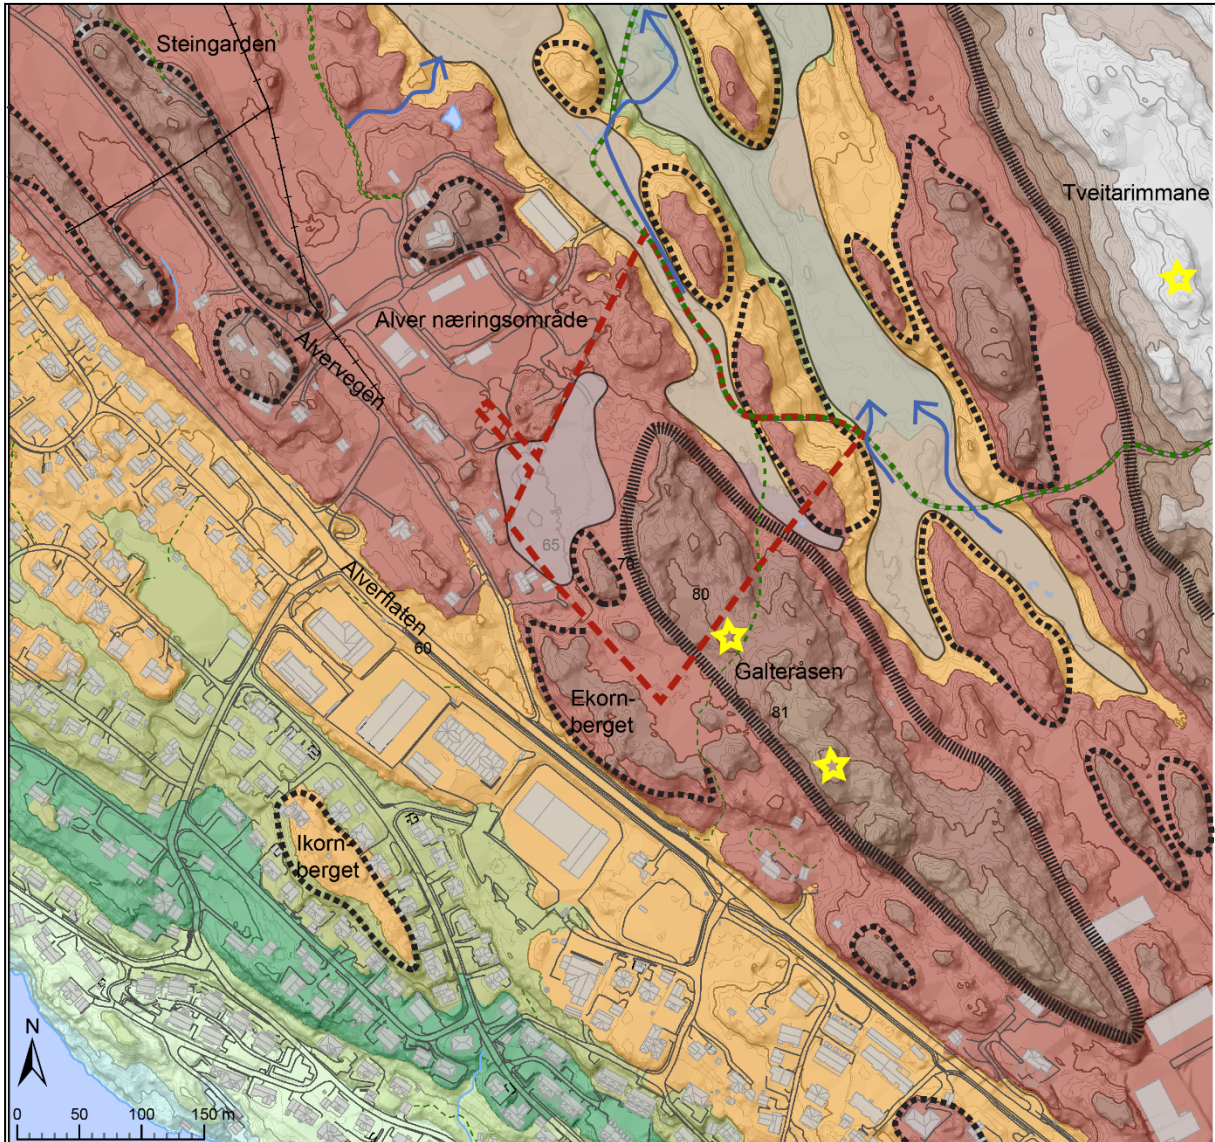 Steingarden
Tveitarimmane
Alver næringsområde
Alvervegen
65
70
80
Alverflaten
60
Galteråsen
81
Ekorn-
berget
Ikorn-
berget
N
0 50 100 150 m